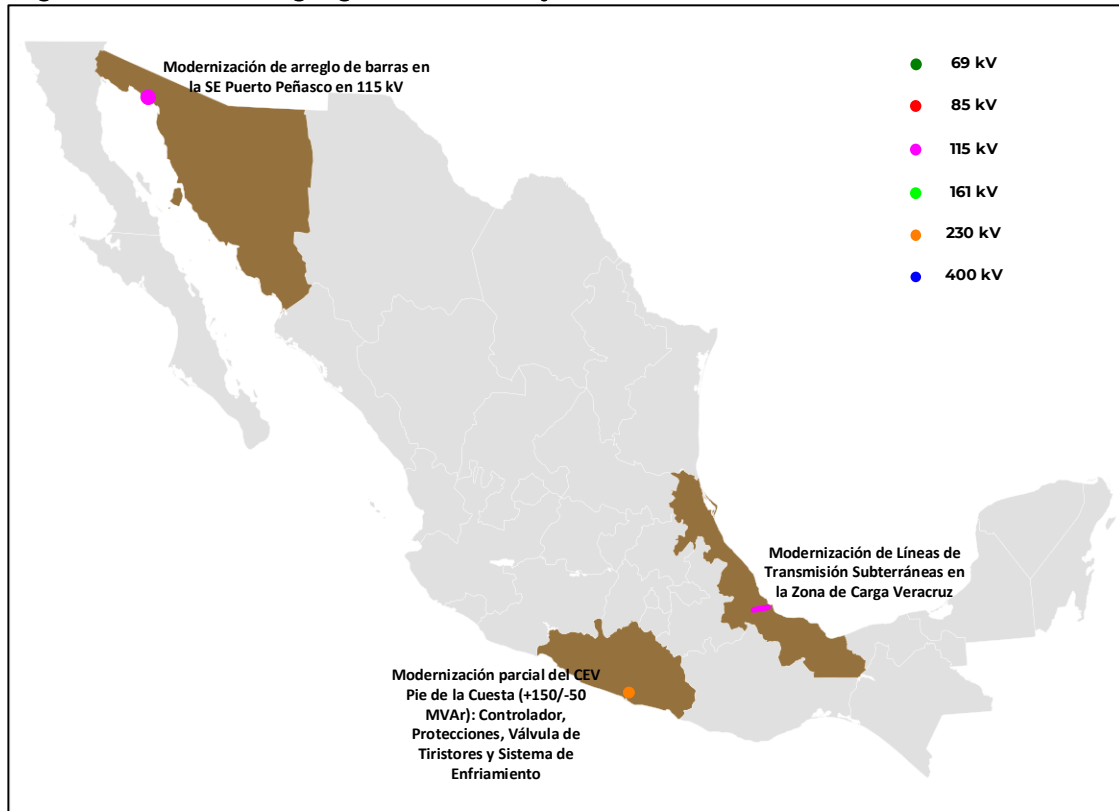 Modernización de arreglo de barras en
la SE Puerto Peñasco en 115 kV
69 kV
85 kV
115 kV
161 kV
230 kV
400 kV
Modernización de Líneas de
Transmisión Subterráneas en
la Zona de Carga Veracruz
Modernización parcial del CEV
Pie de la Cuesta (+150/-50
MVAr): Controlador,
Protecciones, Válvula de
Tiristores y Sistema de
Enfriamiento